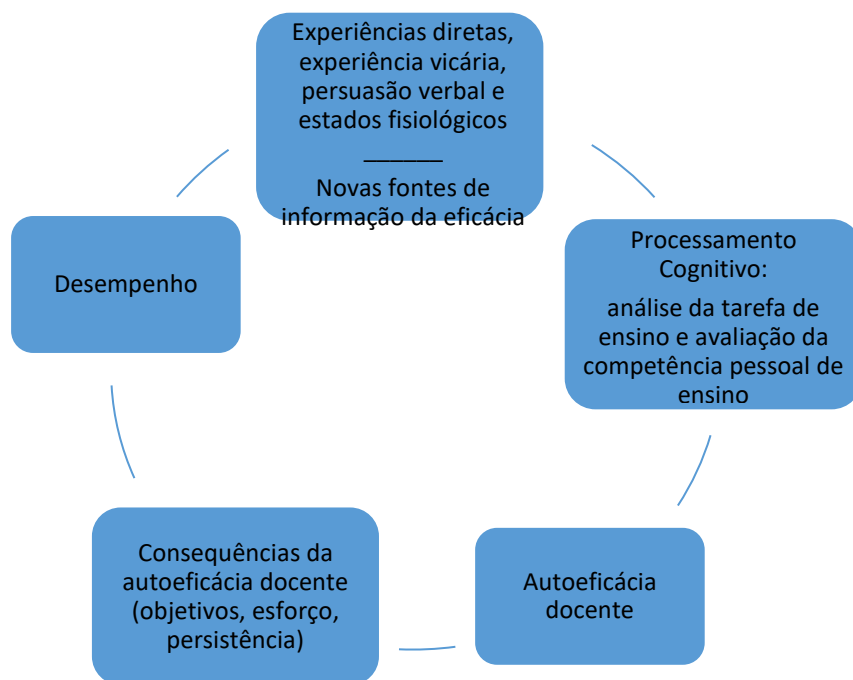 Experiências diretas,
experiência vicária,
persuasão verbal e
estados fisiológicos
______
Novas fontes de
informação da eficácia
Processamento
Cognitivo:
análise da tarefa de
ensino e avaliação da
competência pessoal de
ensino
Autoeficácia
docente
Consequências da
autoeficácia docente
(objetivos, esforço,
persistência)
Desempenho